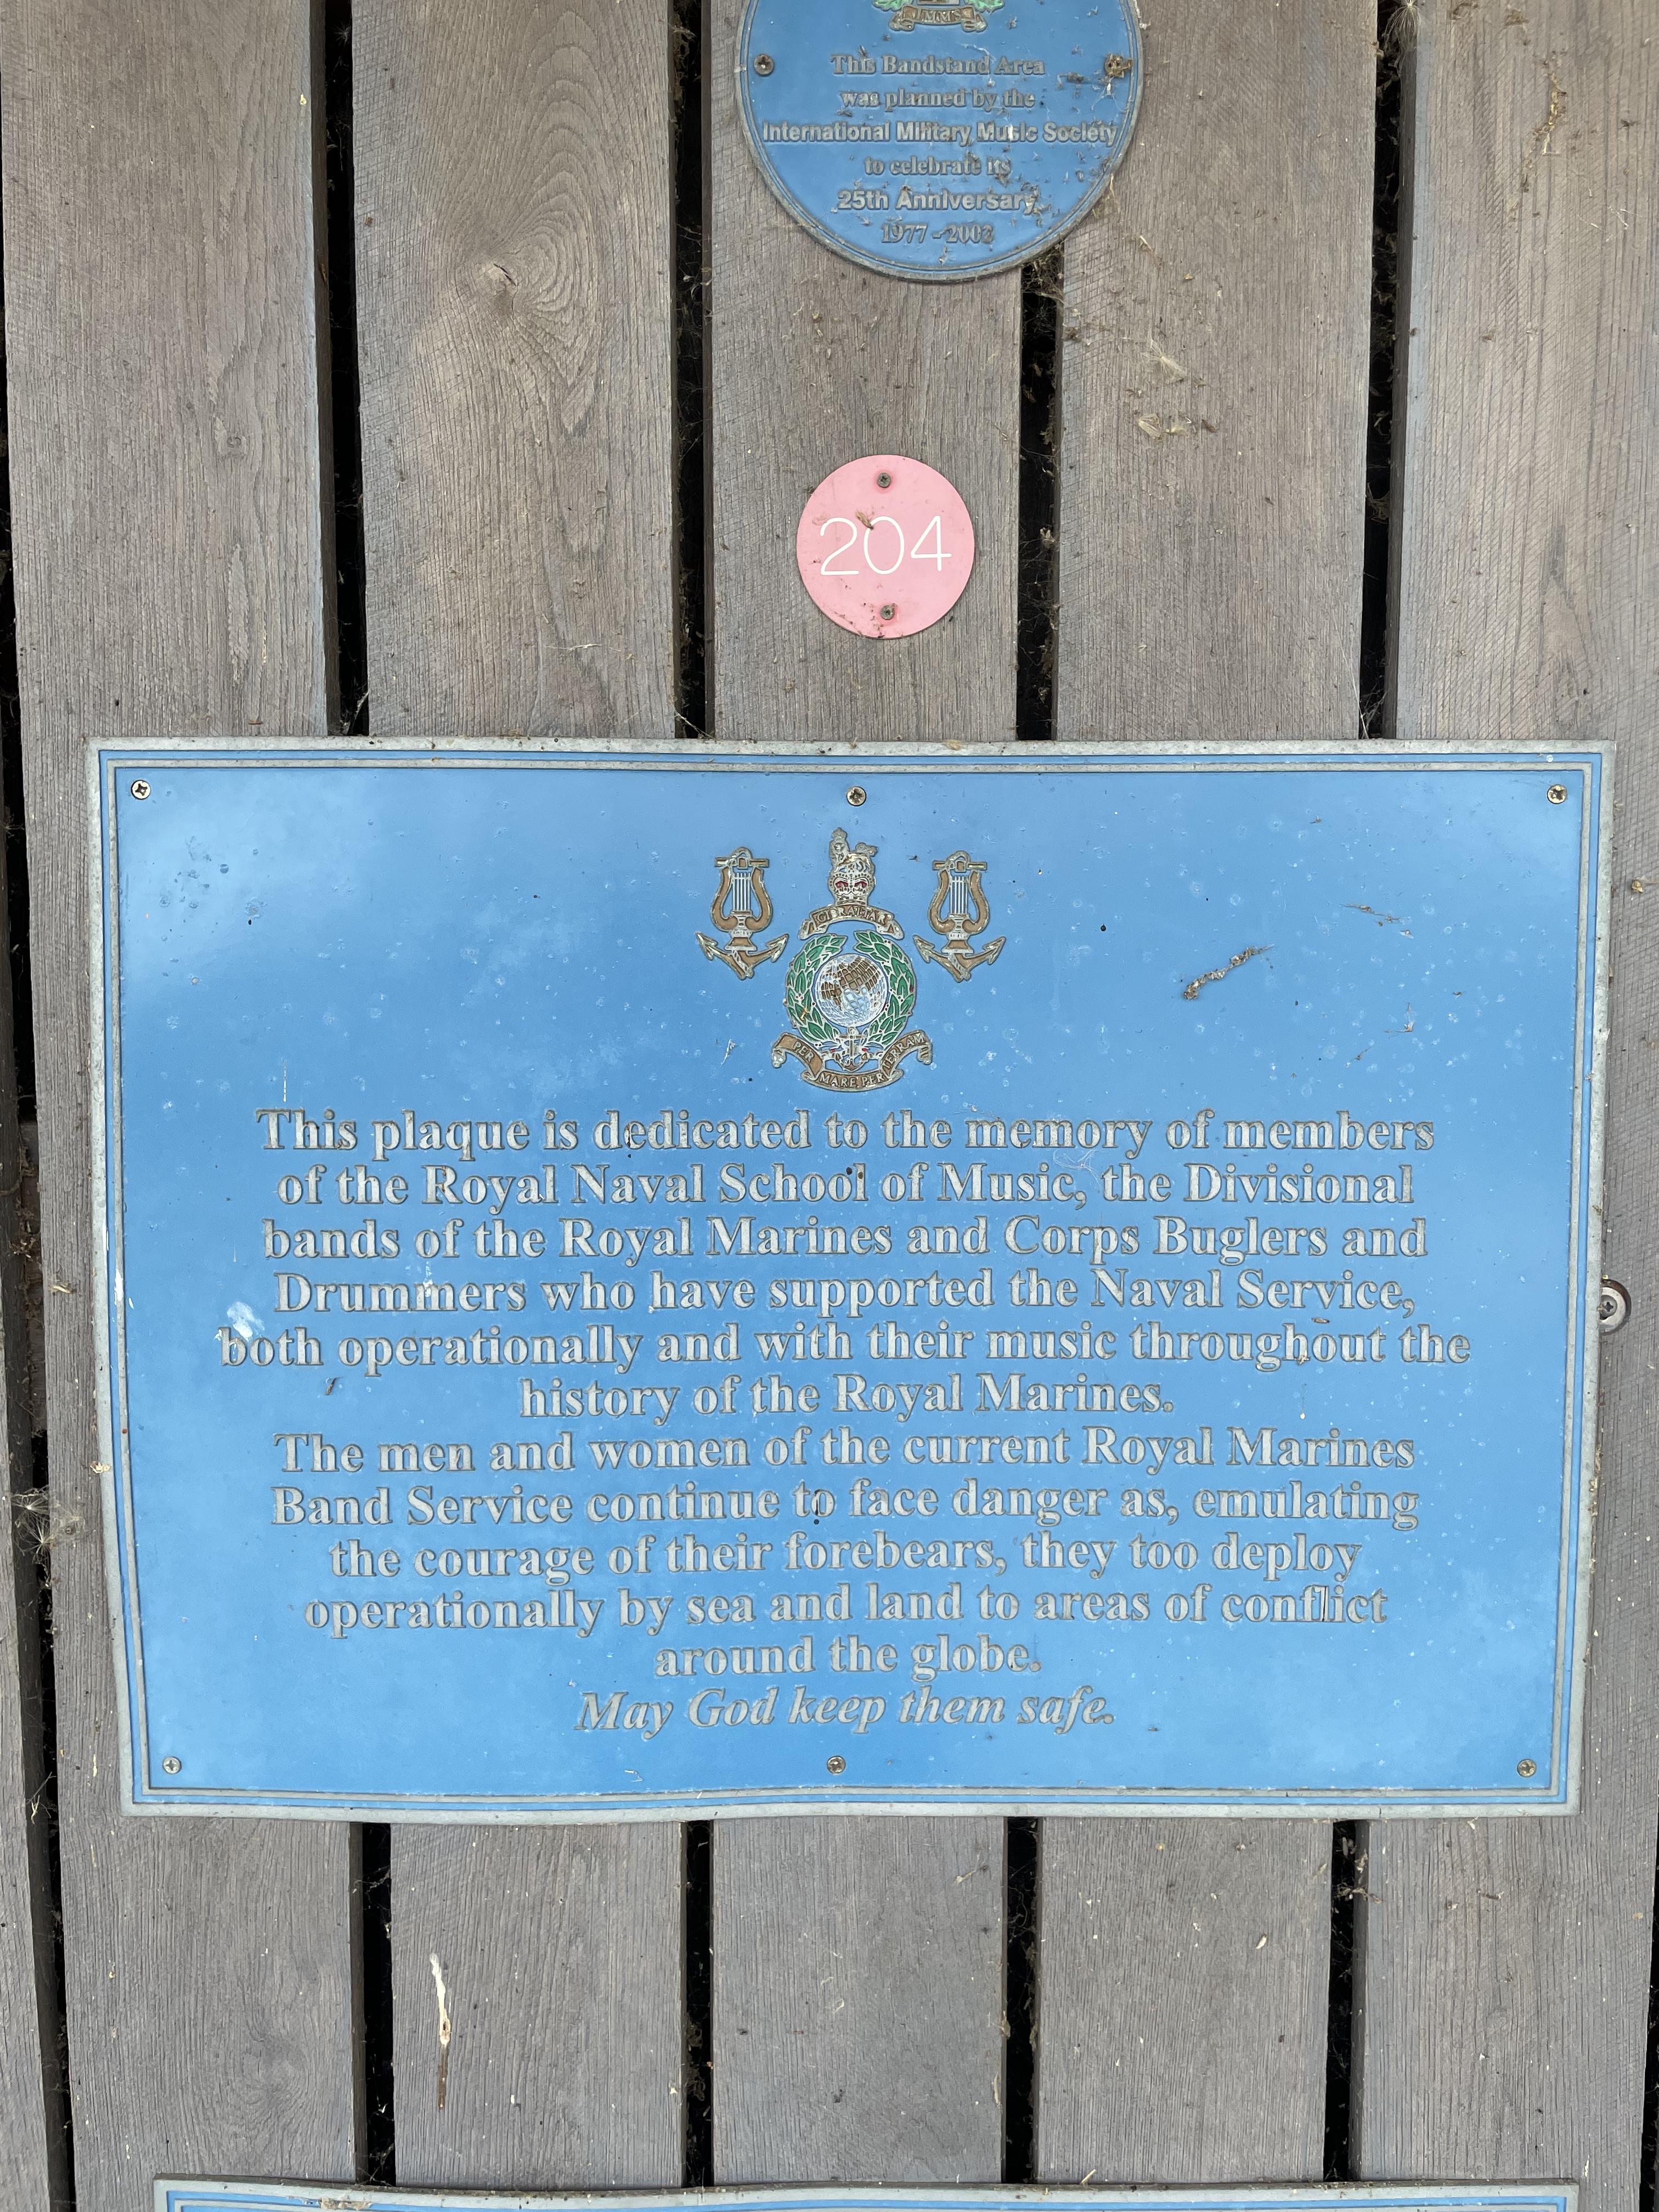 IMMS
This Bandstand Area
was planned by the
International Military Music Society
to celebrate its
25th Anniversary
1977 - 2002
204
GIBRALTAR
PER MARE PER TERRAM
This plaque is dedicated to the memory of members
of the Royal Naval School of Music, the Divisional
bands of the Royal Marines and Corps Buglers and
Drummers who have supported the Naval Service,
both operationally and with their music throughout the
history of the Royal Marines.
The men and women of the current Royal Marines
Band Service continue to face danger as, emulating
the courage of their forebears, they too deploy
operationally by sea and land to areas of conflict
around the globe.
May God keep them safe.